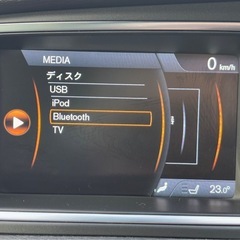 MEDIA
0 km/h
ディスク
USB
iPod
Bluetooth
TV
23.0°